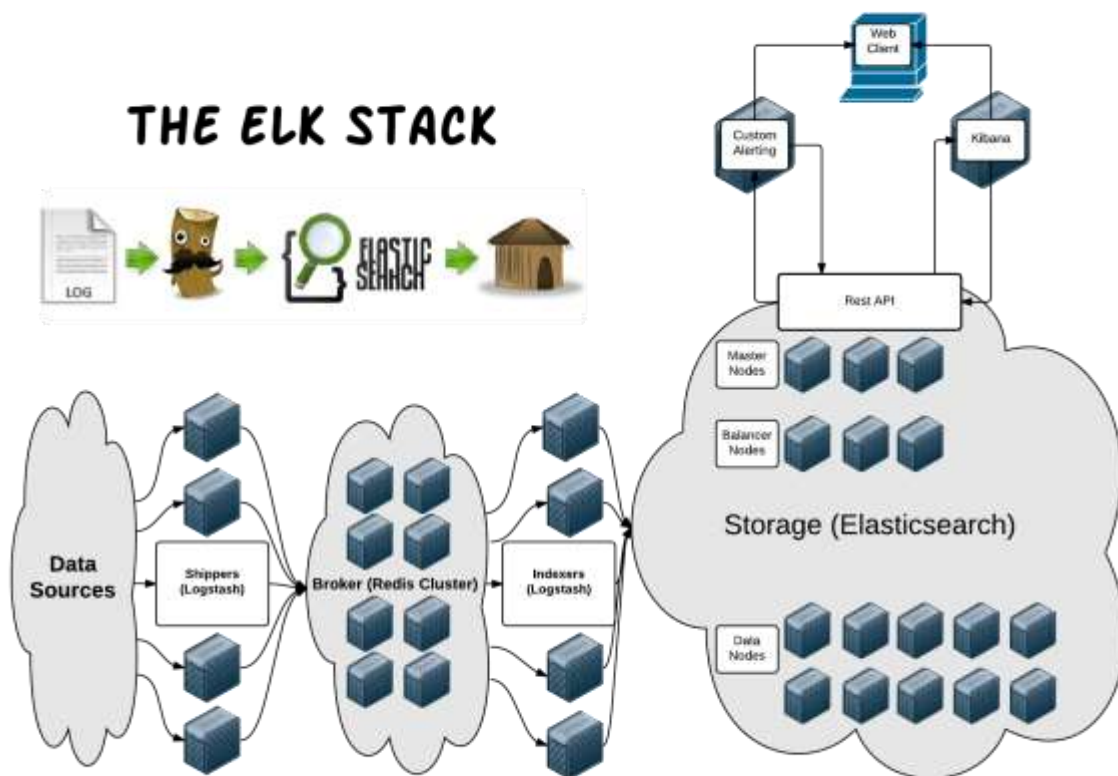 THE ELK STACK
LOG
ELASTIC
SEARCH
Web
Client
Custom
Alerting
Kibana
Rest API
Master
Nodes
Balancer
Nodes
Storage (Elasticsearch)
Data
Nodes
Data
Sources
Shippers
(Logstash)
Broker (Redis Cluster)
Indexers
(Logstash)